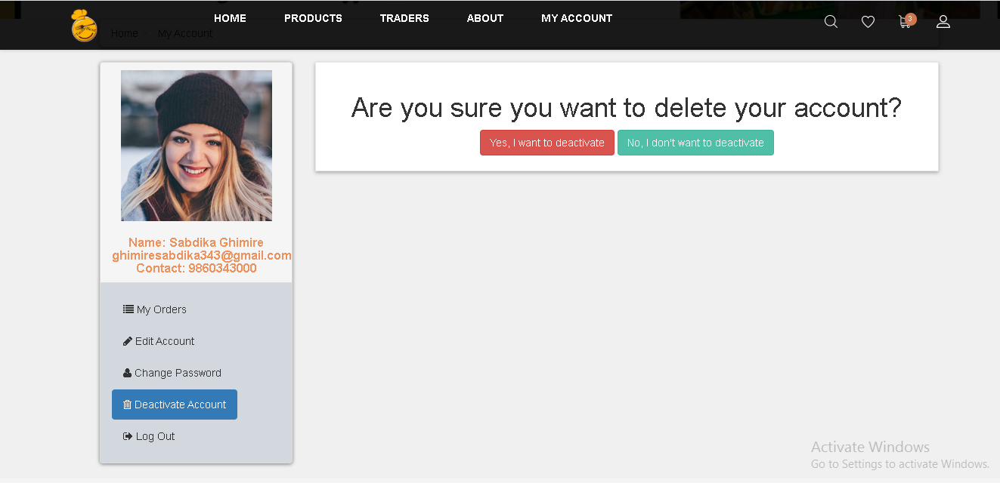 HOME PRODUCTS TRADERS ABOUT MY ACCOUNT
3
Home My Account
Are you sure you want to delete your account?
Yes, I want to deactivate No, I don't want to deactivate
Name: Sabdika Ghimire
ghimiresabdika343@gmail.com
Contact: 9860343000
My Orders
Edit Account
Change Password
Deactivate Account
Log Out
Activate Windows
Go to Settings to activate Windows.